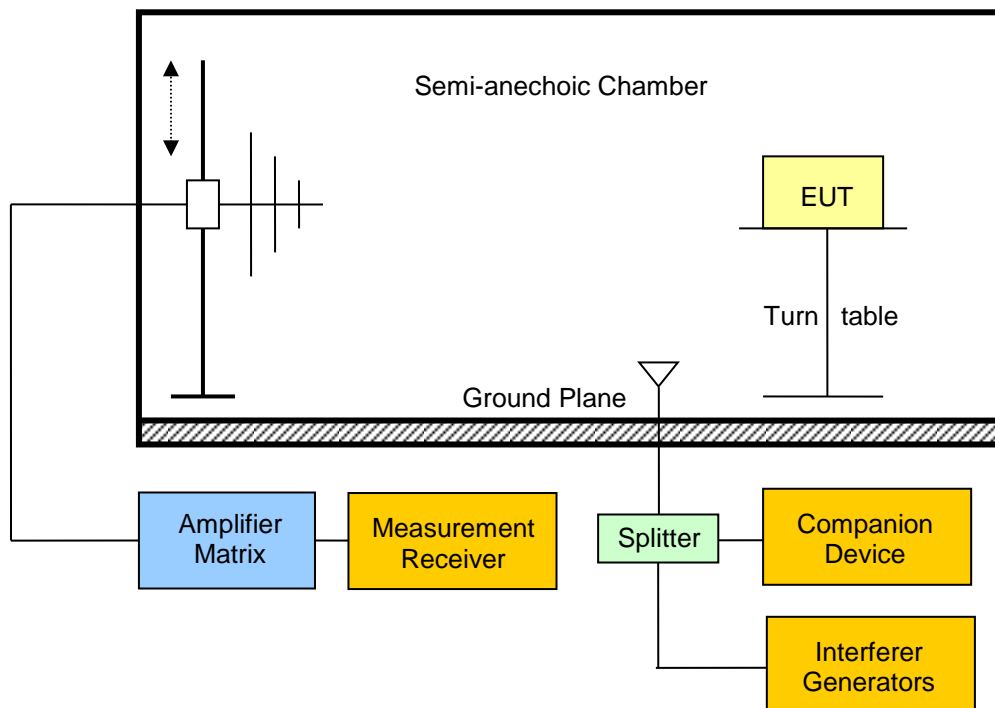 Semi-anechoic Chamber
EUT
Turn table
Ground Plane
Amplifier
Matrix
Measurement
Receiver
Splitter
Companion
Device
Interferer
Generators